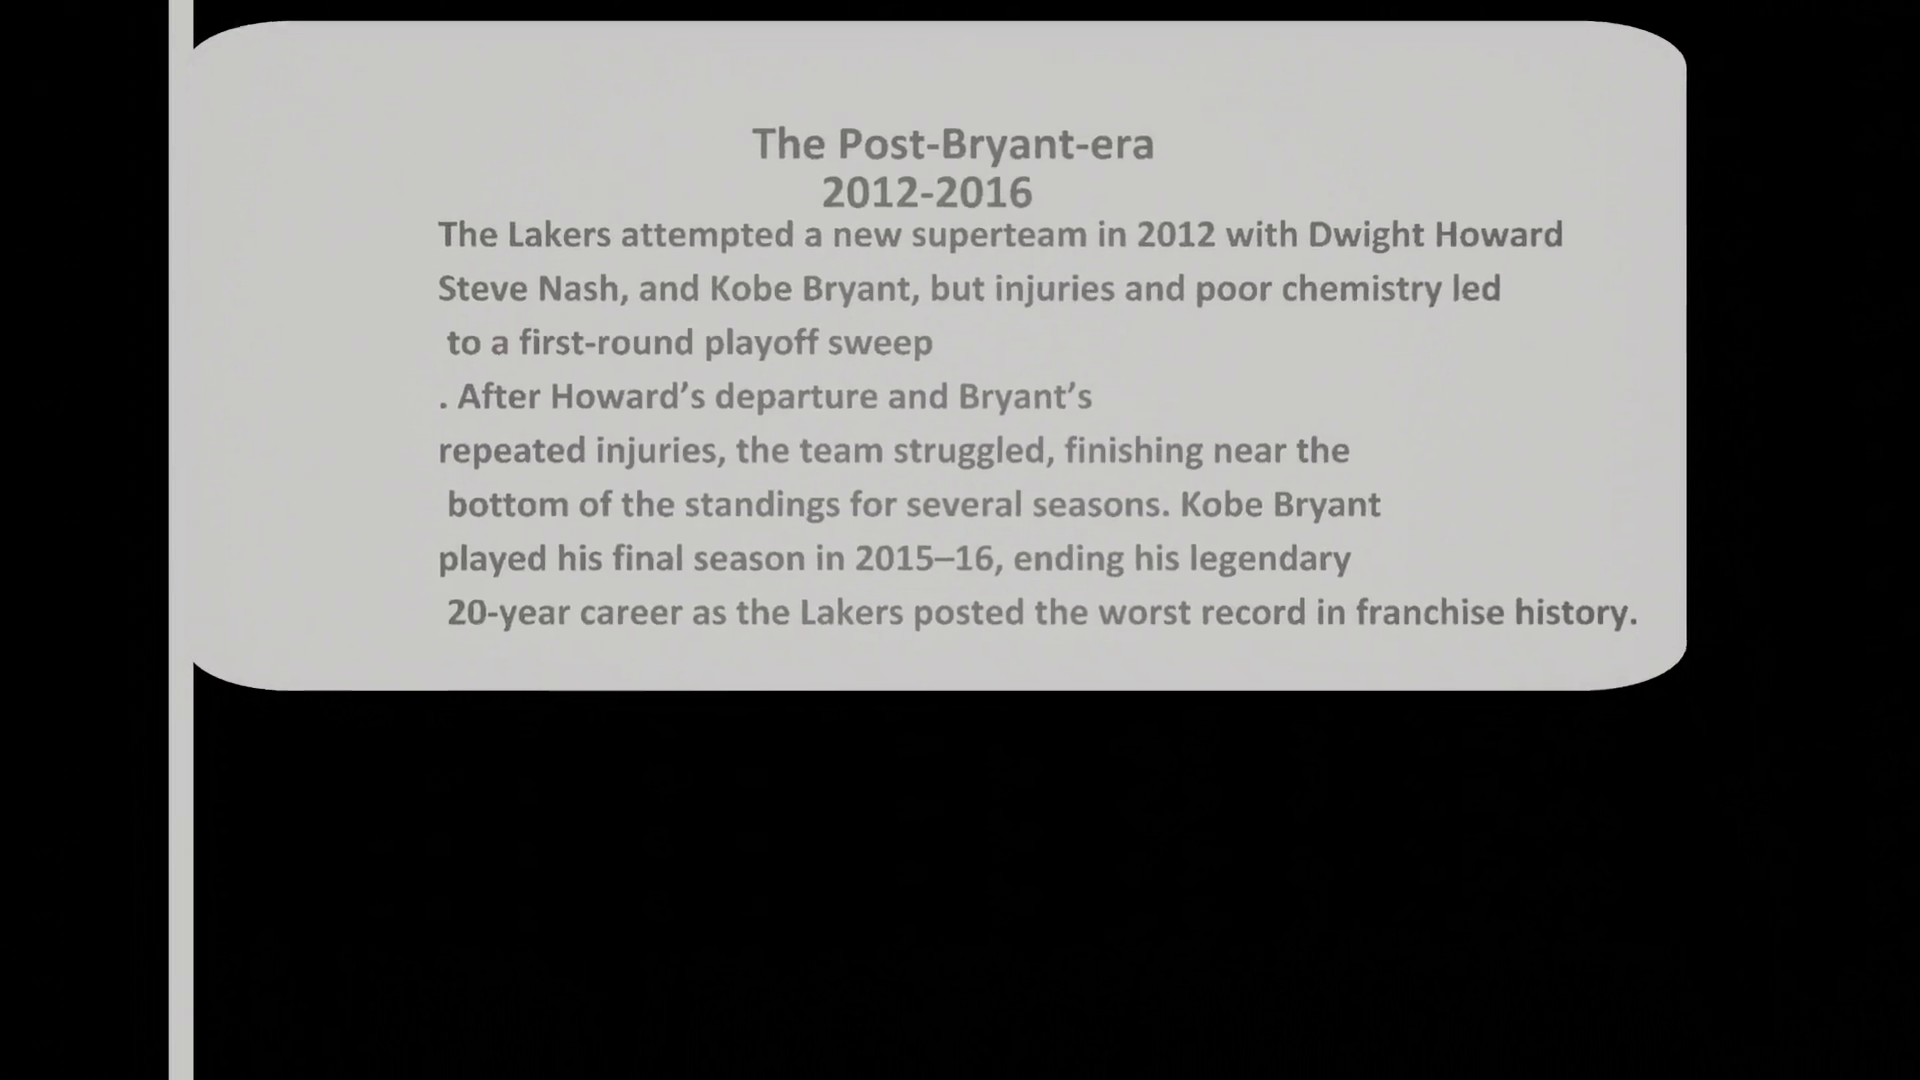 The Post-Bryant-era
2012-2016
The Lakers attempted a new superteam in 2012 with Dwight Howard
Steve Nash, and Kobe Bryant, but injuries and poor chemistry led
to a first-round playoff sweep
. After Howard’s departure and Bryant’s
repeated injuries, the team struggled, finishing near the
bottom of the standings for several seasons. Kobe Bryant
played his final season in 2015–16, ending his legendary
20-year career as the Lakers posted the worst record in franchise history.